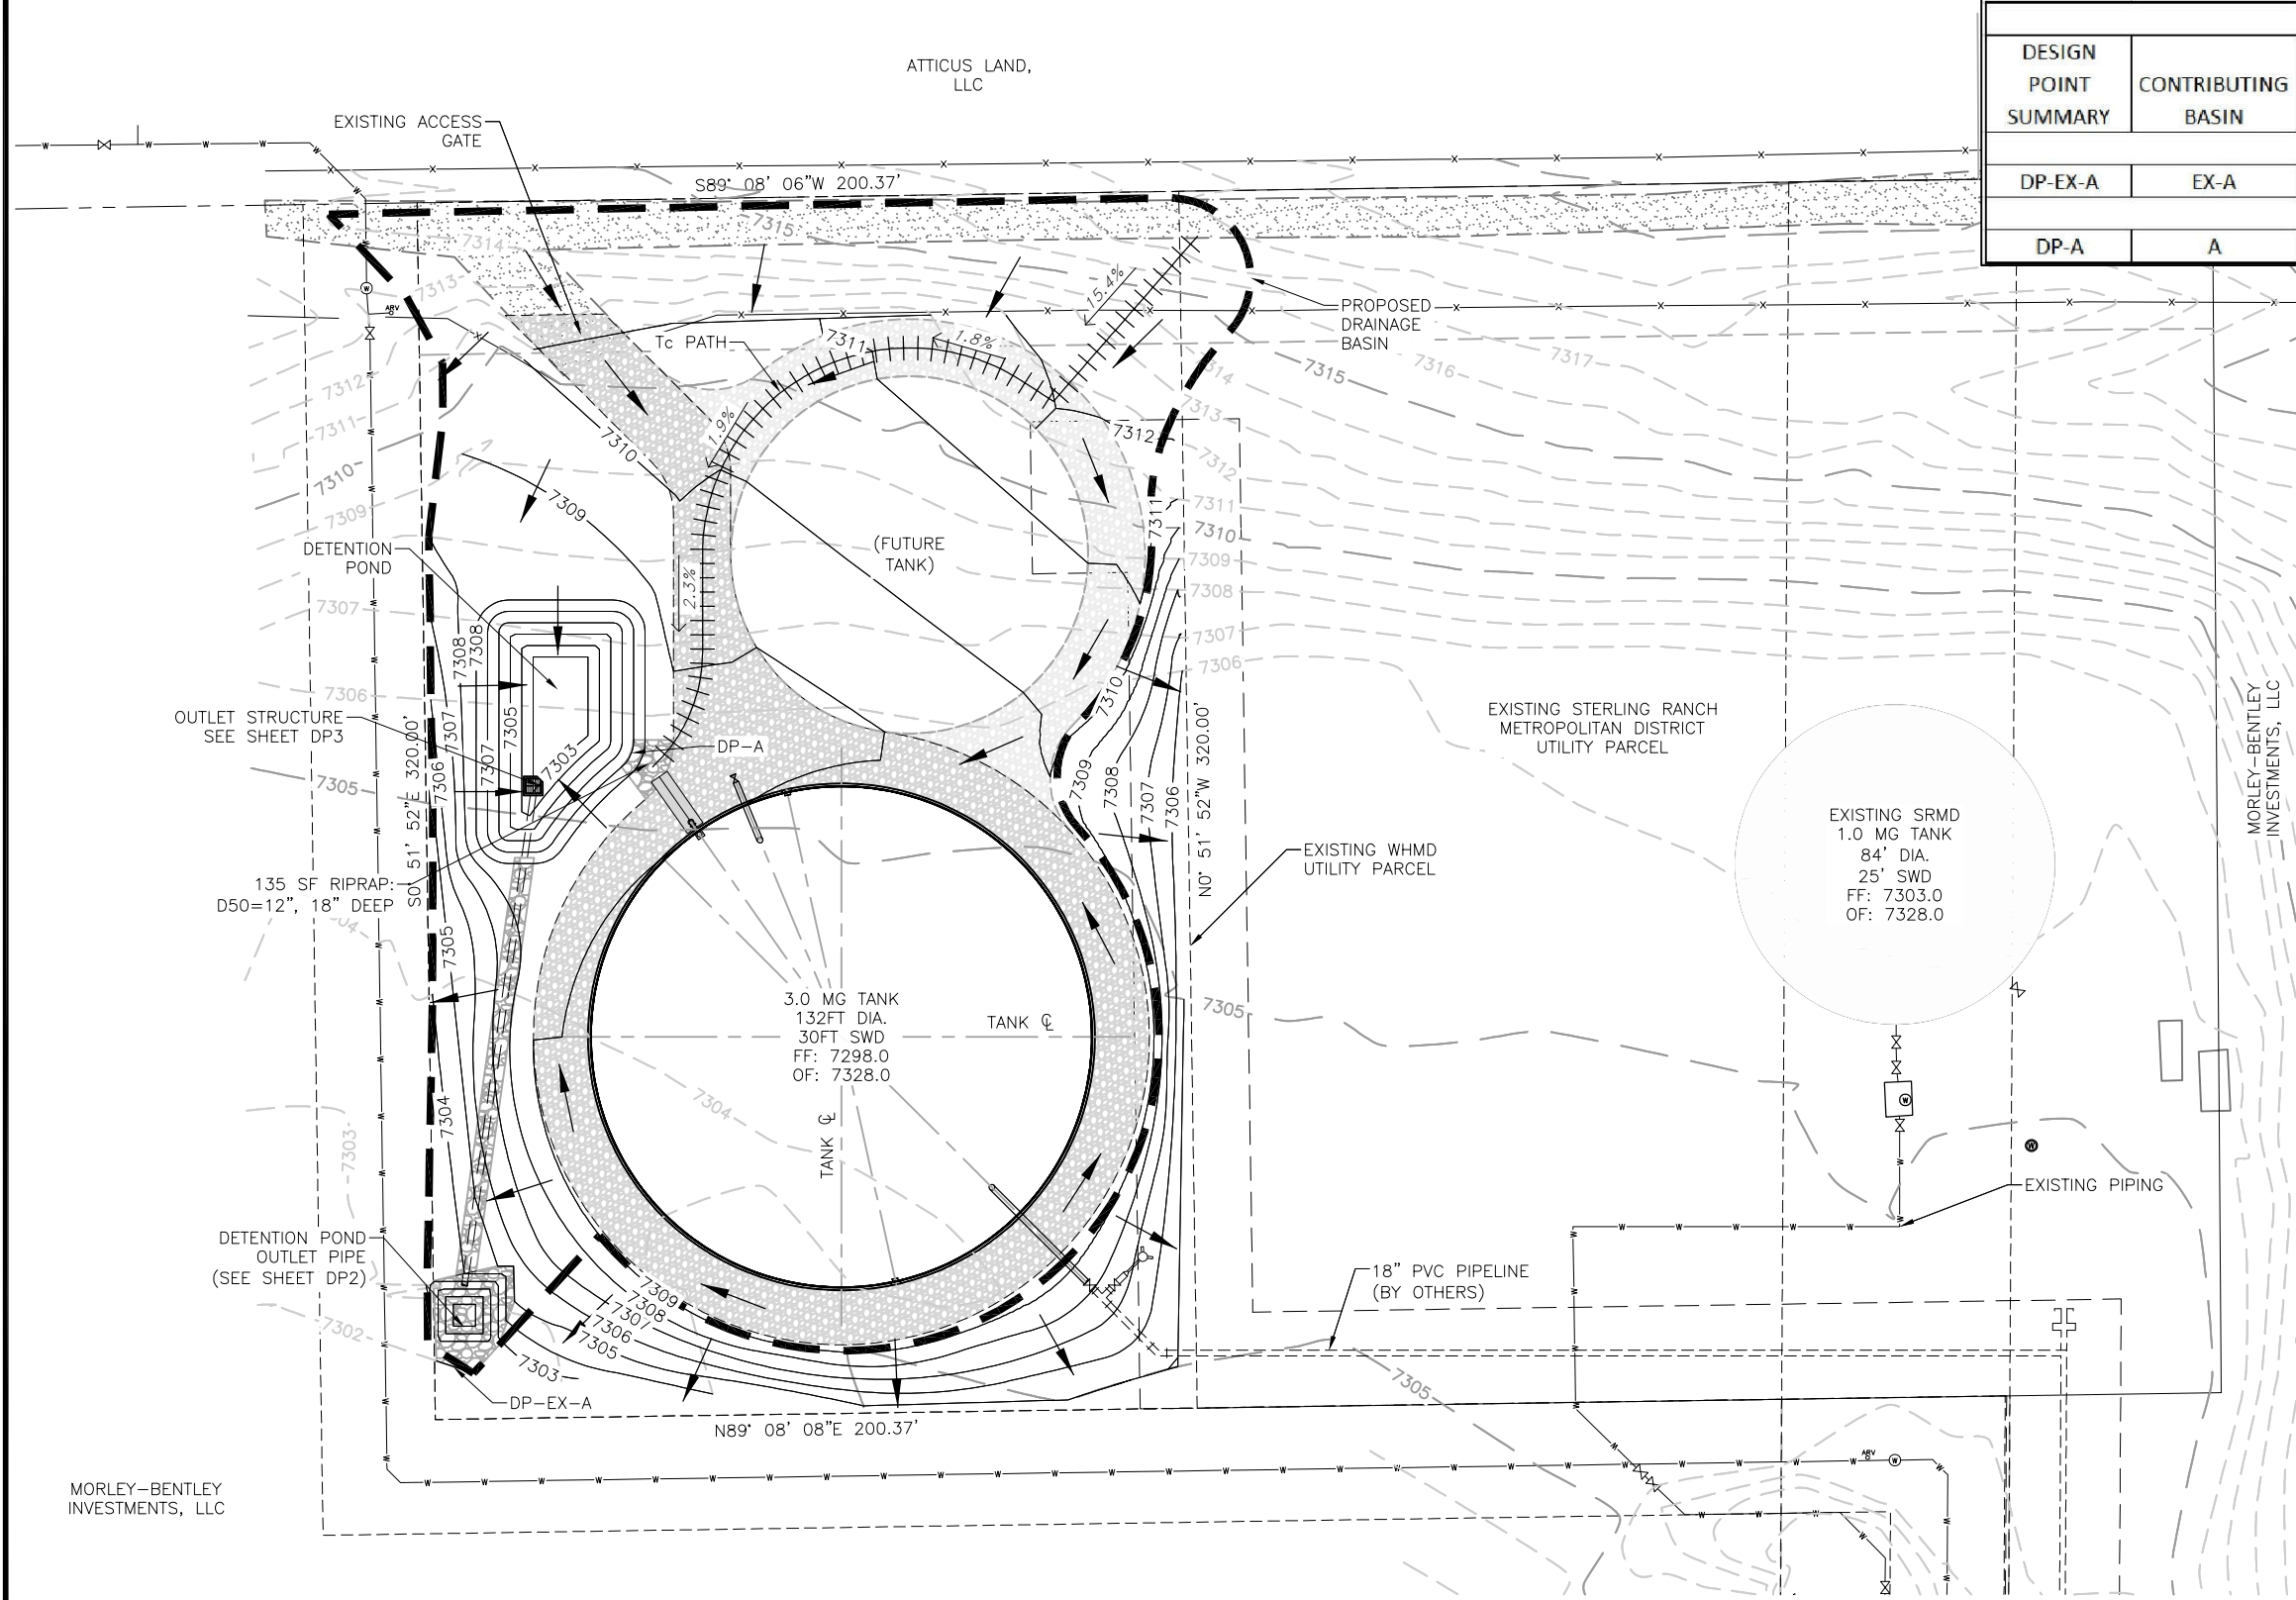 ATTICUS LAND,
LLC
DESIGN
POINT
SUMMARY
CONTRIBUTING
BASIN
DP-EX-A
EX-A
DP-A
A
EXISTING ACCESS
GATE
S89° 08' 06"W 200.37'
7314
7315
7313
ARV
15.4%
PROPOSED
DRAINAGE
BASIN
Tc PATH
7311
1.8%
7317
7316
7315
7314
7313
7312
7312
7311
7310
7309
1.9%
7310
7312
7309
7311
7311
7310
7309
7308
7307
7306
(FUTURE
TANK)
DETENTION
POND
2.3%
7307
7308
7308
7306
7310
OUTLET STRUCTURE
SEE SHEET DP3
S0° 51' 52"E 320.00'
7307
7306
7305
7307
7303
DP-A
7305
7309
7308
7307
7306
N0° 51' 52"W 320.00'
EXISTING STERLING RANCH
METROPOLITAN DISTRICT
UTILITY PARCEL
MORLEY-BENTLEY
INVESTMENTS, LLC
EXISTING SRMD
1.0 MG TANK
84' DIA.
25' SWD
FF: 7303.0
OF: 7328.0
EXISTING WHMD
UTILITY PARCEL
135 SF RIPRAP:
D50=12", 18" DEEP
7305
3.0 MG TANK
132FT DIA.
30FT SWD
FF: 7298.0
OF: 7328.0
TANK ℄
TANK ℄
7305
7304
7304
7303
EXISTING PIPING
DETENTION POND
OUTLET PIPE
(SEE SHEET DP2)
18" PVC PIPELINE
(BY OTHERS)
7309
7308
7307
7306
7305
7303
7302
7305
DP-EX-A
N89° 08' 08"E 200.37'
ARV
MORLEY-BENTLEY
INVESTMENTS, LLC